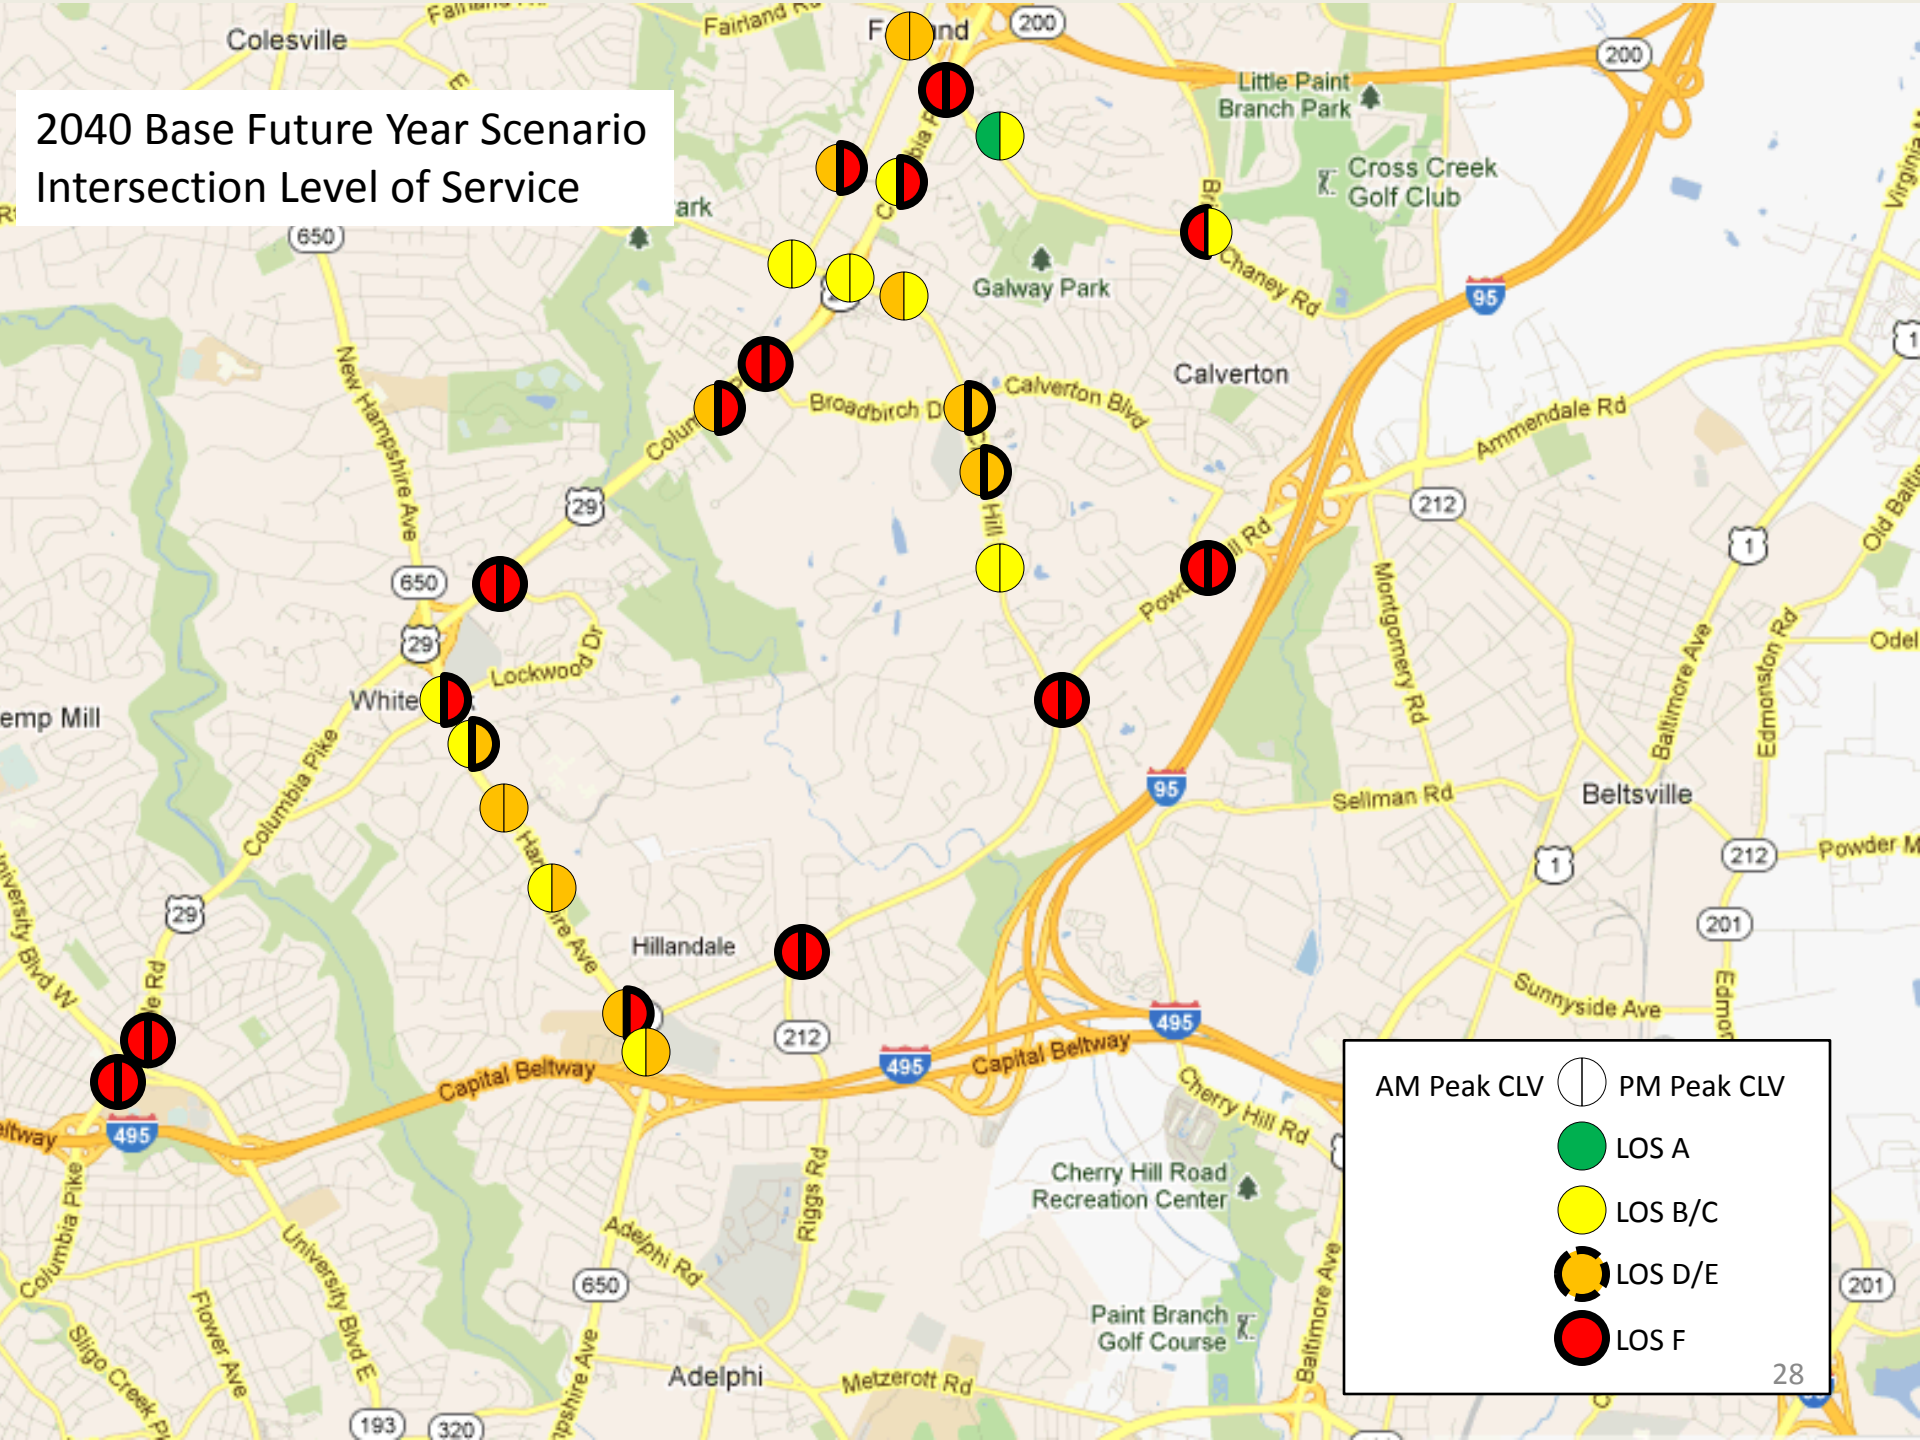 Colesville
Fairland Rd
200
200
Little Paint
Branch Park
2040 Base Future Year Scenario
Intersection Level of Service
Cross Creek
Golf Club
650
Galway Park
Chaney Rd
95
New Hampshire Ave
Calverton
Calverton Blvd
Broadbirch D
Ammendale Rd
29
212
1
Hill
650
29
Lockwood Dr
Montgomery Rd
Baltimore Ave
Edmonston Rd
Odel
White
emp Mill
Columbia Pike
95
Sellman Rd
Beltsville
212
Powder M
1
29
201
University Blvd W
Hillandale
Sunnyside Ave
212
495
495
Capital Beltway
Capital Beltway
495
Cherry Hill Rd
AM Peak CLV
PM Peak CLV
LOS A
LOS B/C
LOS D/E
LOS F
28
Cherry Hill Road
Recreation Center
Riggs Rd
Columbia Pike
University Blvd E
Adelphi Rd
650
201
Flower Ave
Paint Branch
Golf Course
Baltimore Ave
Sligo Creek P
Adelphi
Metzerott Rd
193
320